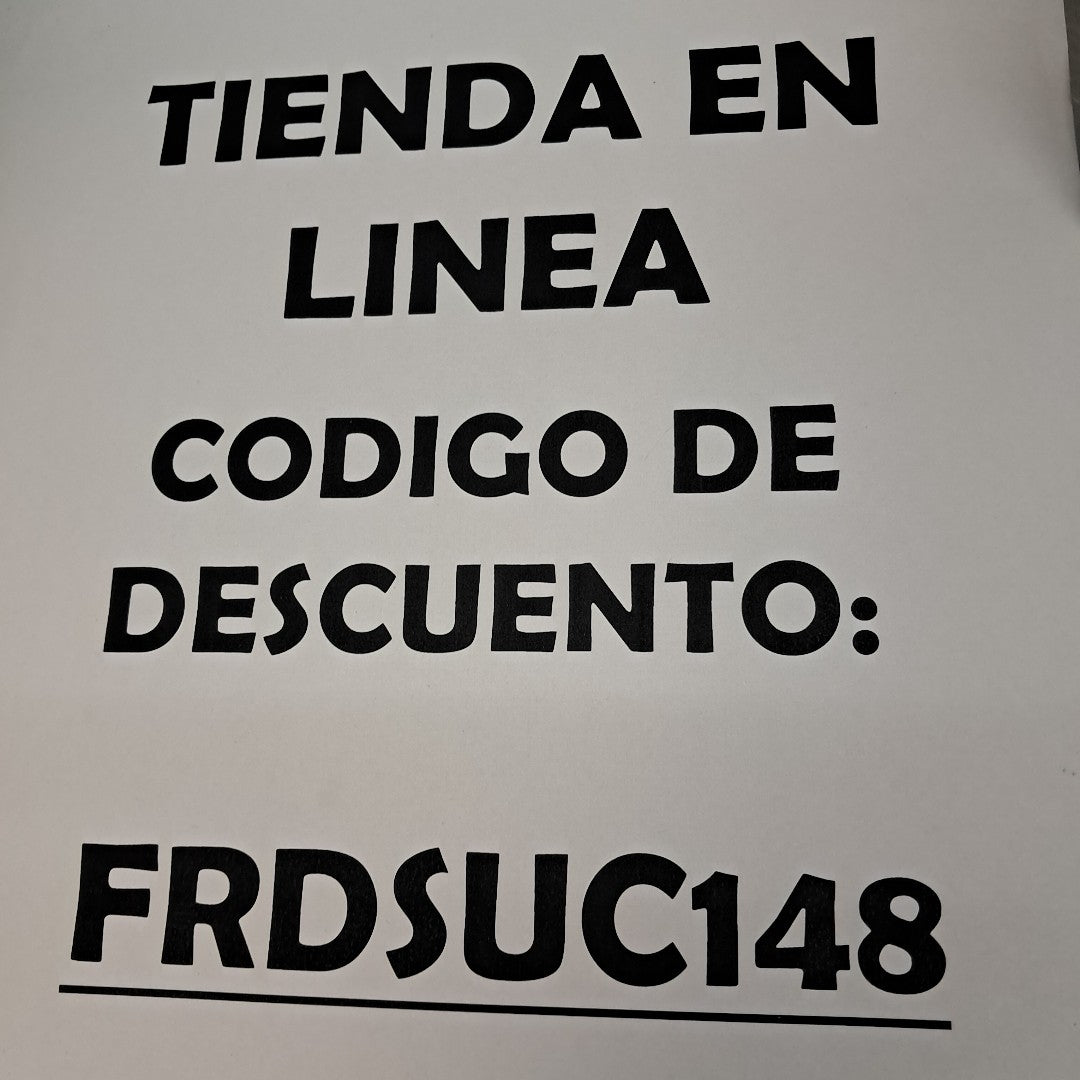 TIENDA EN
LINEA
CODIGO DE
DESCUENTO:
FRDSUC148